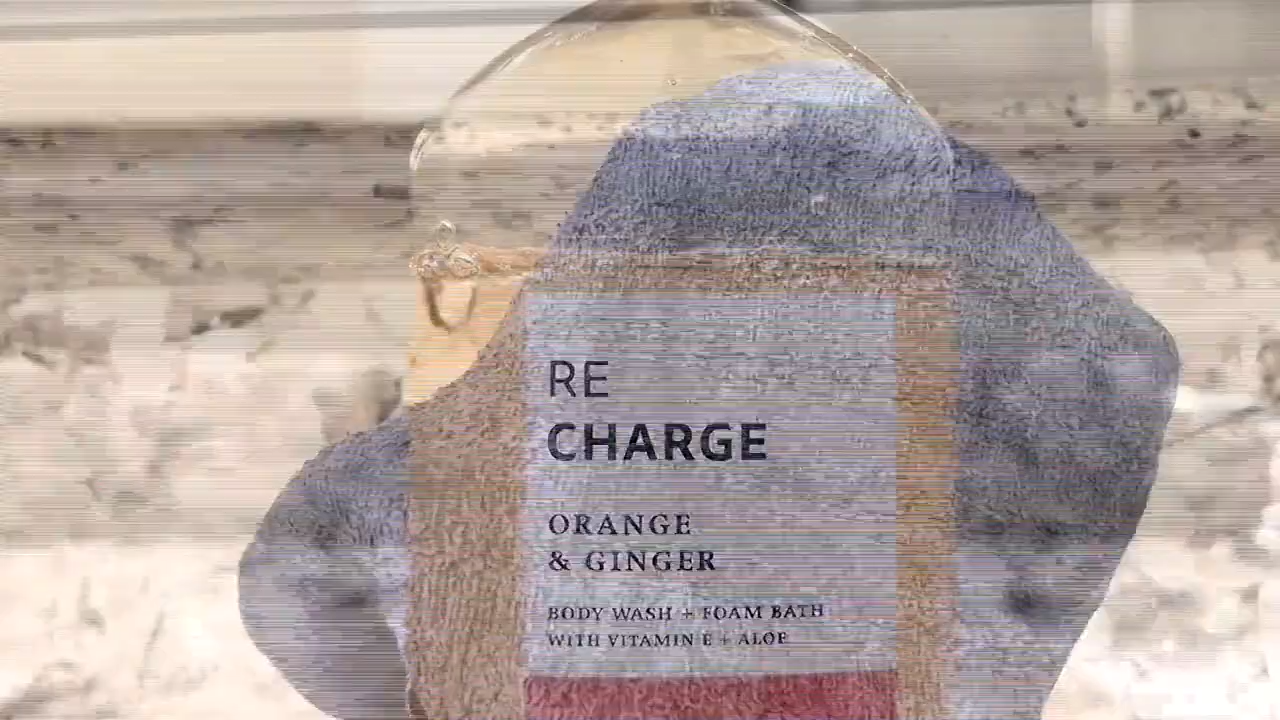 RE
CHARGE
ORANGE
& GINGER
BODY WASH + FOAM BATH
WITH VITAMIN E + ALOE